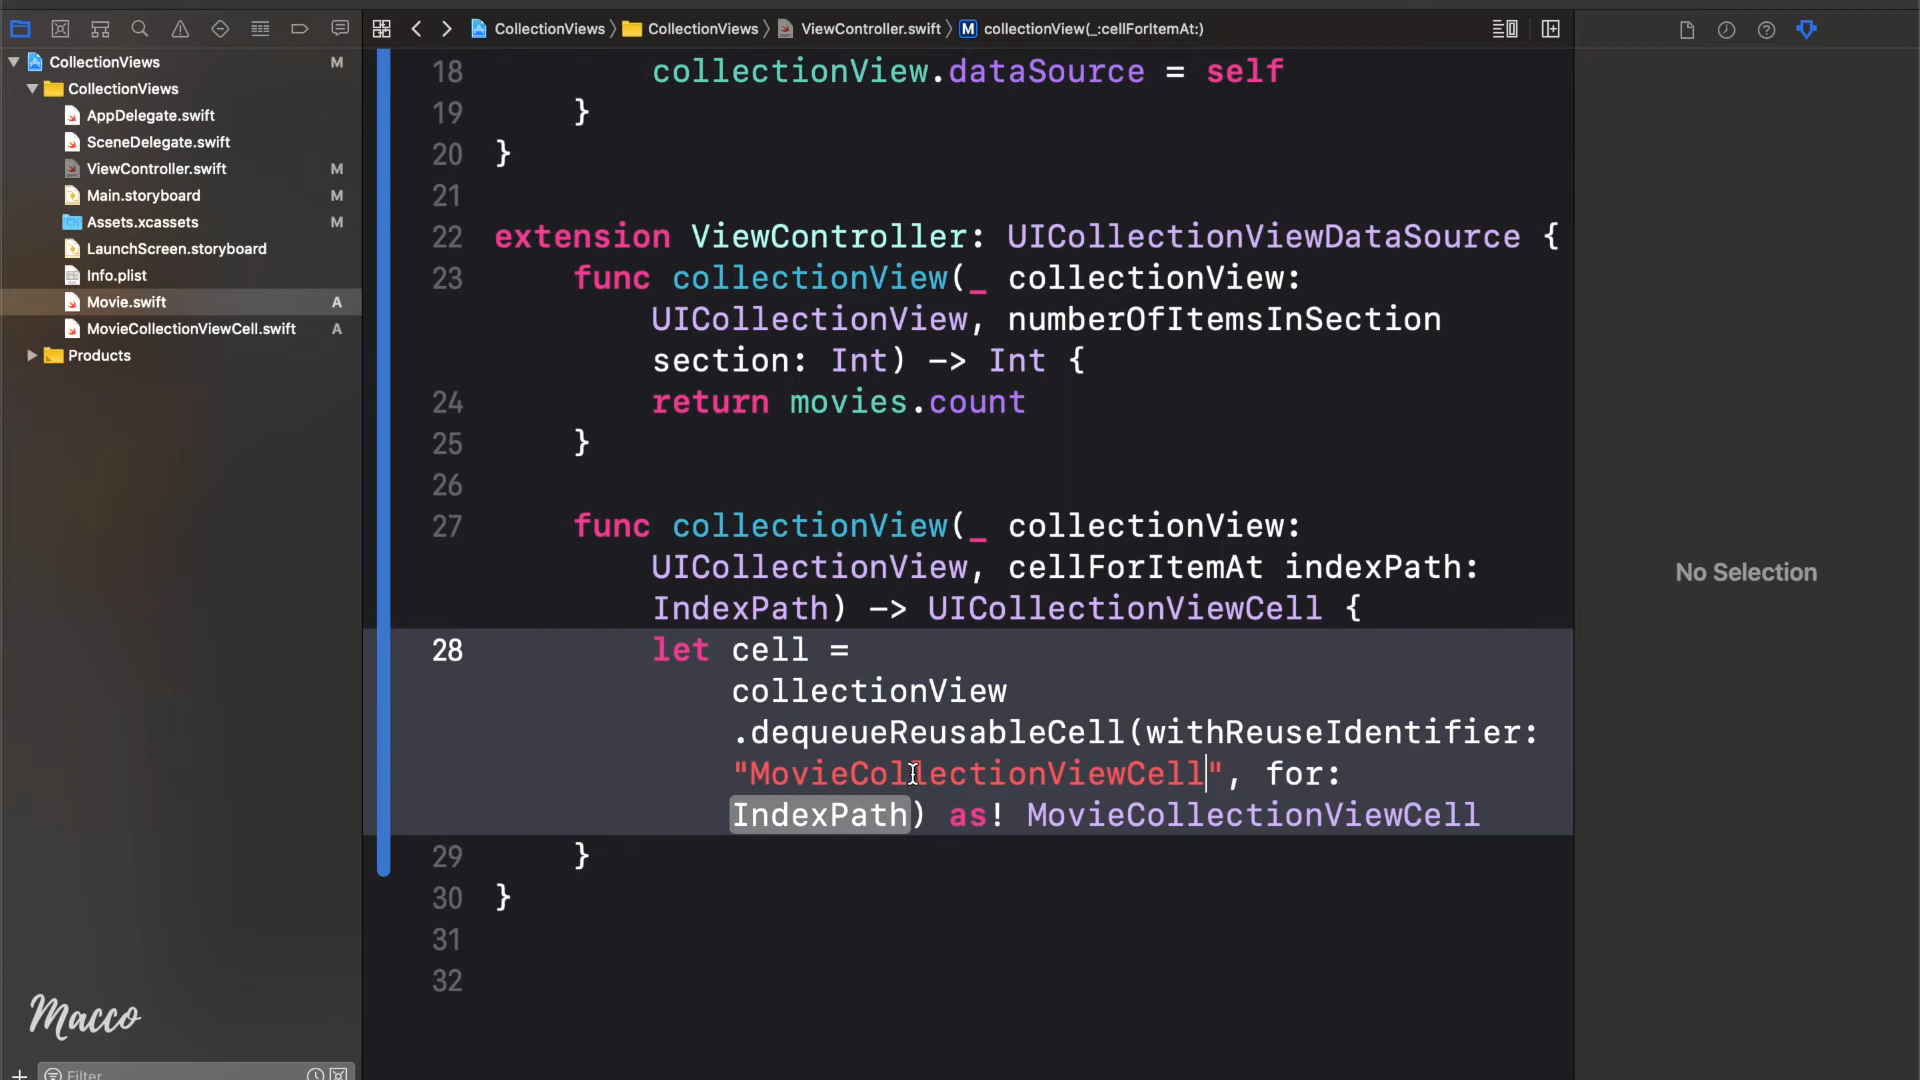 CollectionViews
CollectionViews
ViewController.swift
collectionView(_:cellForItemAt:)
CollectionViews M
CollectionViews
AppDelegate.swift
SceneDelegate.swift
ViewController.swift M
Main.storyboard M
Assets.xcassets M
LaunchScreen.storyboard
Info.plist
Movie.swift A
MovieCollectionViewCell.swift A
Products
Macco
Filter
18 collectionView.dataSource = self
19 }
20 }
21
22 extension ViewController: UICollectionViewDataSource {
23 func collectionView(_ collectionView:
UICollectionView, numberOfItemsInSection
section: Int) -> Int {
24 return movies.count
25 }
26
27 func collectionView(_ collectionView:
UICollectionView, cellForItemAt indexPath:
IndexPath) -> UICollectionViewCell {
28 let cell =
collectionView
.dequeueReusableCell(withReuseIdentifier:
"MovieCollectionViewCell", for:
IndexPath) as! MovieCollectionViewCell
29 }
30 }
31
32
No Selection